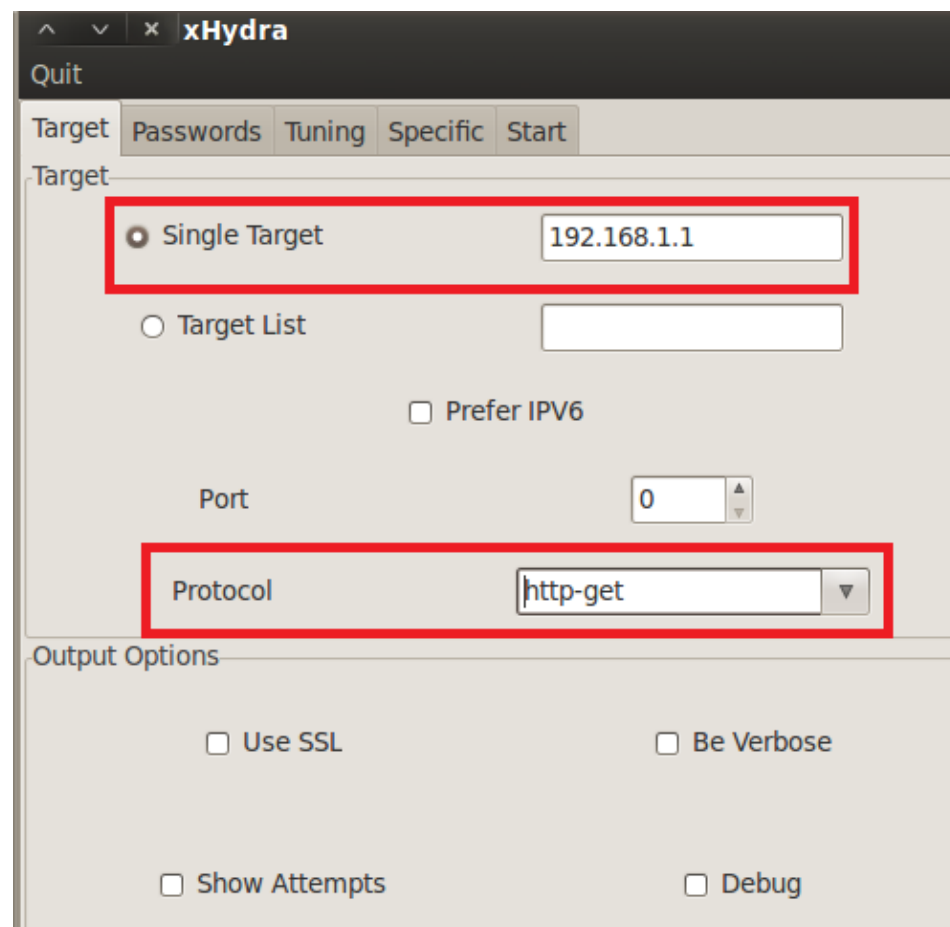 xHydra
Quit
Target Passwords Tuning Specific Start
Target
Single Target 192.168.1.1
Target List
Prefer IPV6
Port 0
Protocol http-get
Output Options
Use SSL Be Verbose
Show Attempts Debug